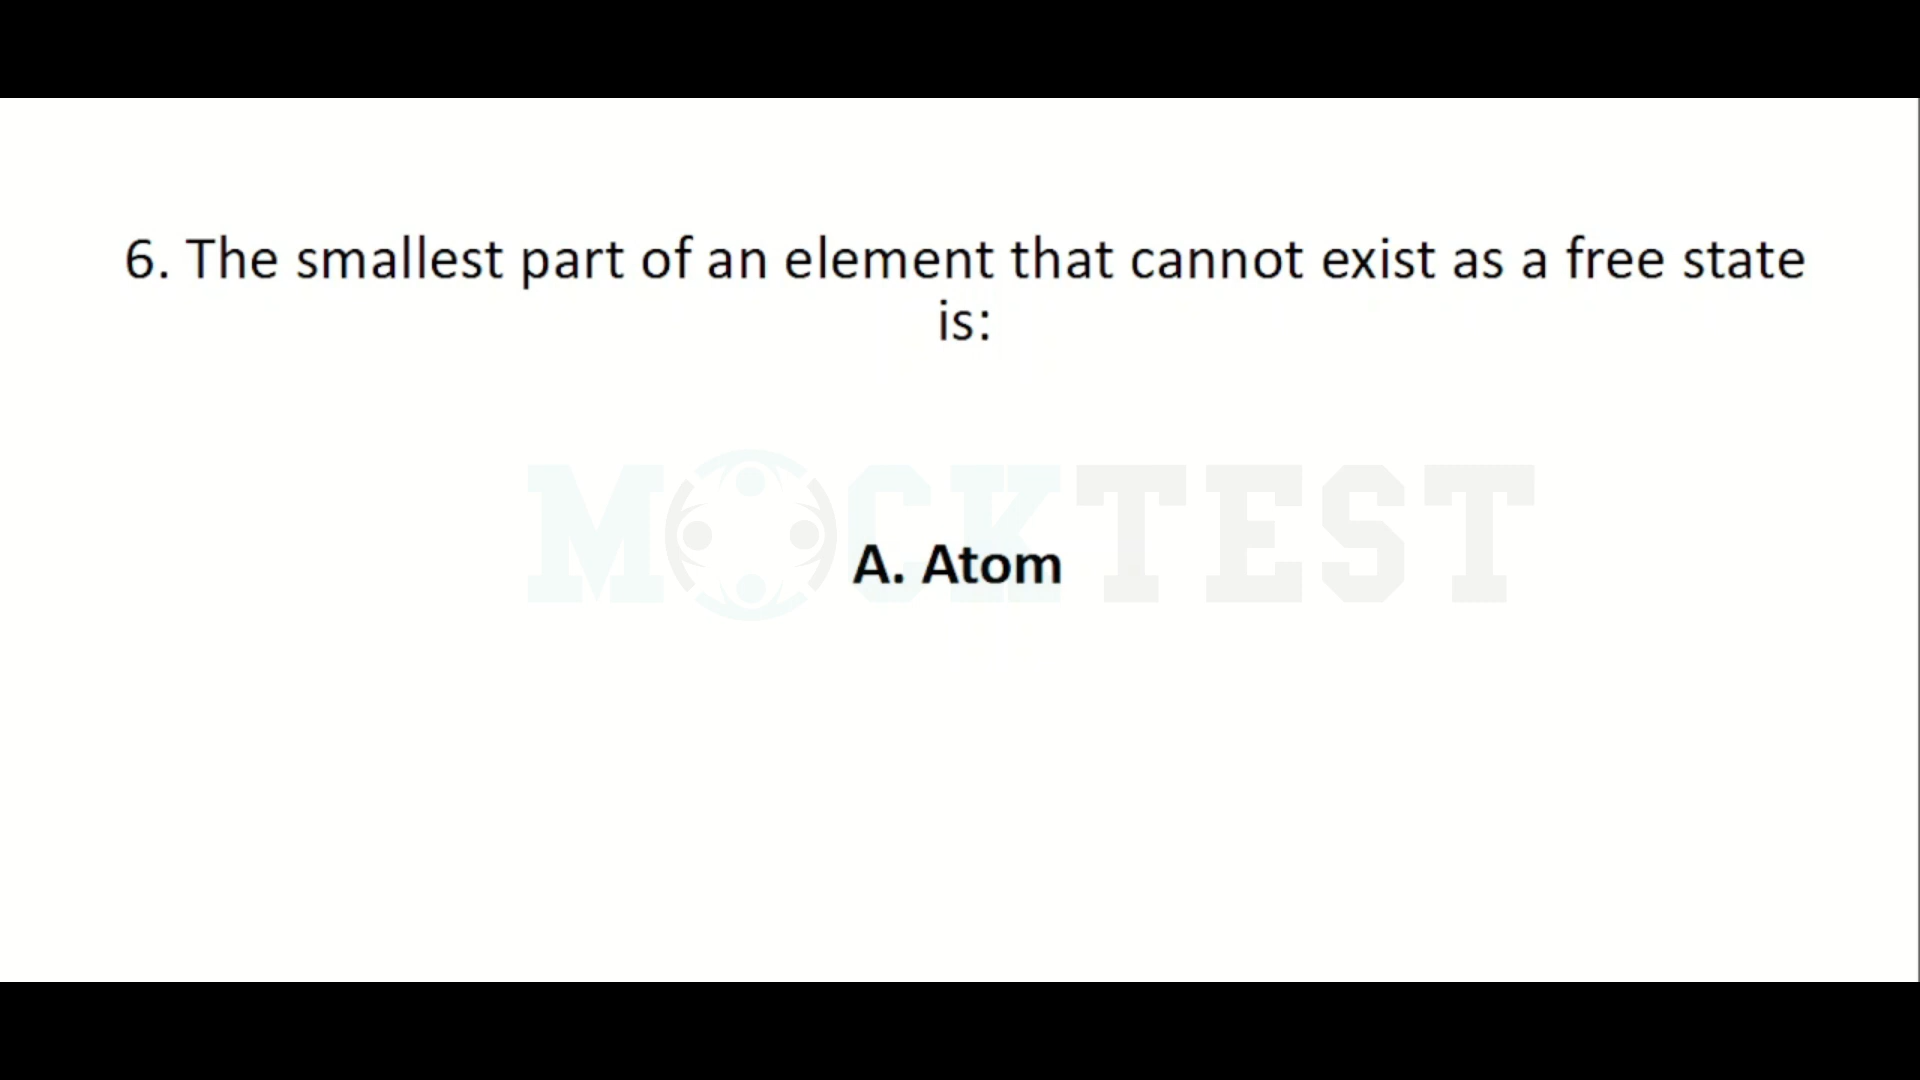 6. The smallest part of an element that cannot exist as a free state
is:
MOCKTEST
A. Atom